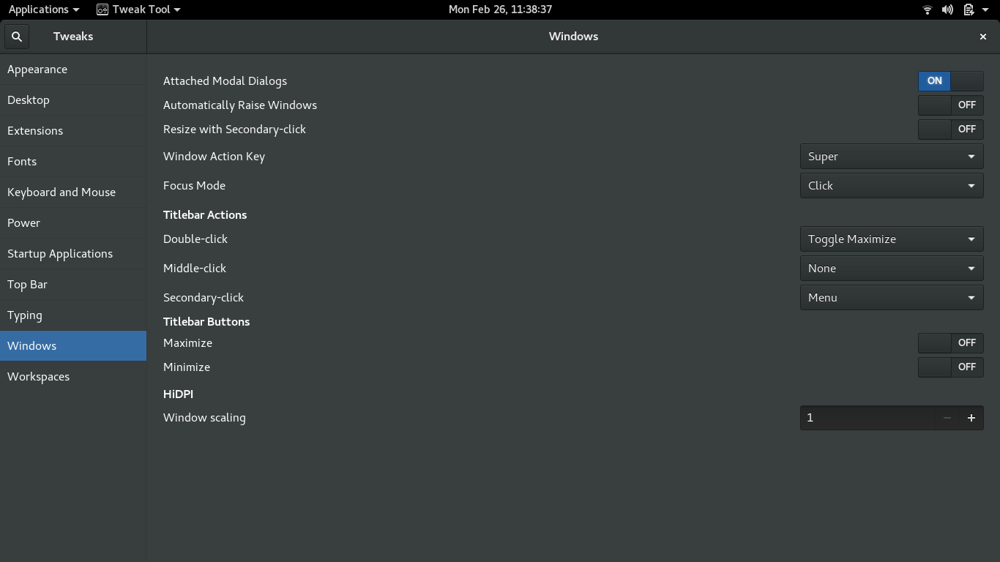 Applications Tweak Tool Mon Feb 26, 11:38:37
Tweaks Windows
Appearance
Desktop
Extensions
Fonts
Keyboard and Mouse
Power
Startup Applications
Top Bar
Typing
Windows
Workspaces
Attached Modal Dialogs ON
Automatically Raise Windows OFF
Resize with Secondary-click OFF
Window Action Key Super
Focus Mode Click
Titlebar Actions
Double-click Toggle Maximize
Middle-click None
Secondary-click Menu
Titlebar Buttons
Maximize OFF
Minimize OFF
HiDPI
Window scaling 1